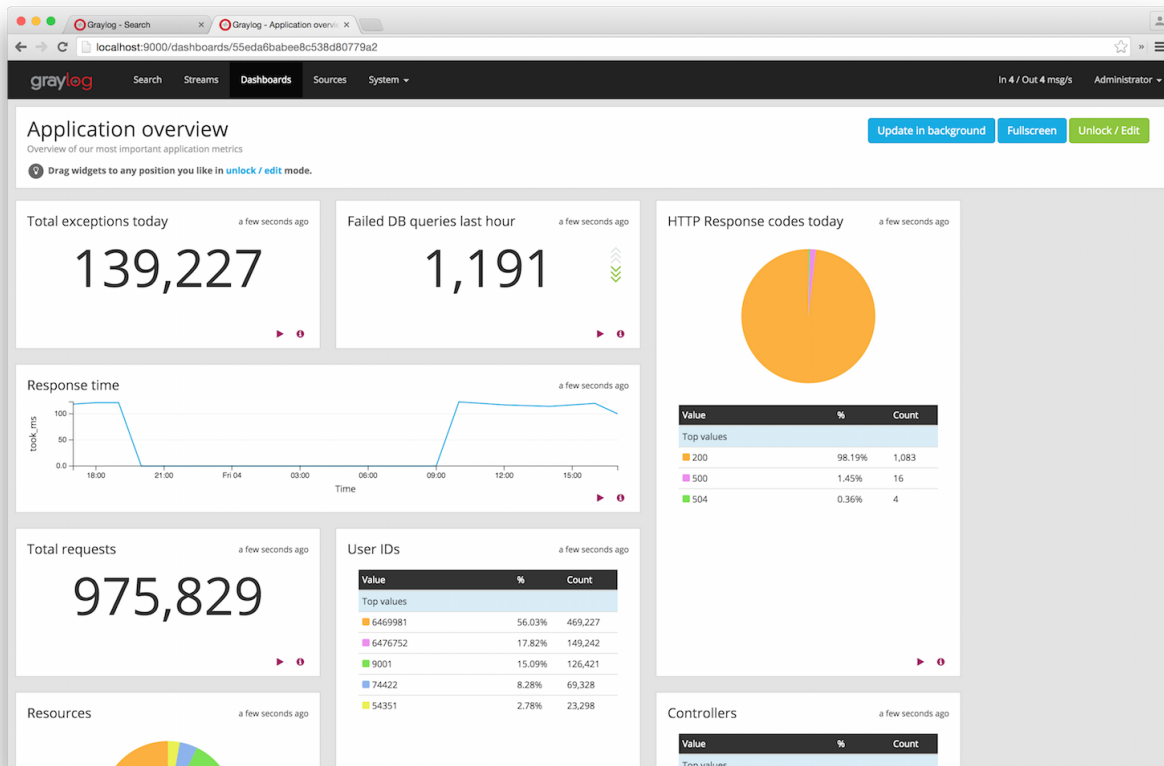 Graylog - Search
Graylog - Application overvi
localhost:9000/dashboards/55eda6babee8c538d80779a2
graylog Search Streams Dashboards Sources System In 4 / Out 4 msg/s Administrator
Application overview
Overview of our most important application metrics
Drag widgets to any position you like in unlock / edit mode.
Update in background Fullscreen Unlock / Edit
Total exceptions today a few seconds ago
139,227
Failed DB queries last hour a few seconds ago
1,191
HTTP Response codes today a few seconds ago
Value % Count
Top values
200 98.19% 1,083
500 1.45% 16
504 0.36% 4
Response time a few seconds ago
took_ms
100
50
0.0
18:00 21:00 Fri 04 03:00 06:00 09:00 12:00 15:00
Time
Total requests a few seconds ago
975,829
User IDs a few seconds ago
Value % Count
Top values
6469981 56.03% 469,227
6476752 17.82% 149,242
9001 15.09% 126,421
74422 8.28% 69,328
54351 2.78% 23,298
Resources a few seconds ago
Controllers a few seconds ago
Value % Count
Top values